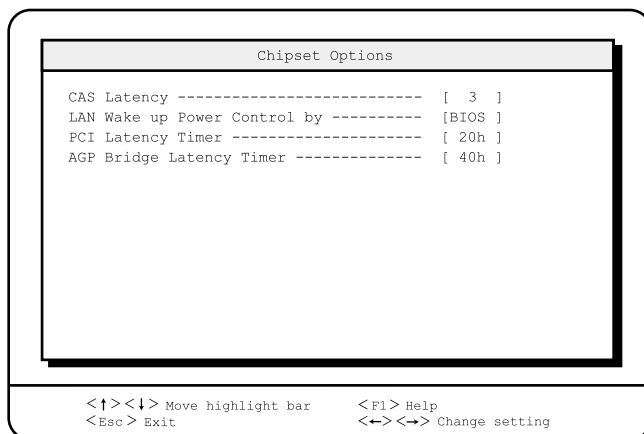 Chipset Options
CAS Latency --------------------------- [ 3 ]
LAN Wake up Power Control by ---------- [BIOS ]
PCI Latency Timer --------------------- [ 20h ]
AGP Bridge Latency Timer -------------- [ 40h ]
<↑><↓> Move highlight bar <F1> Help
<Esc> Exit <←><→> Change setting